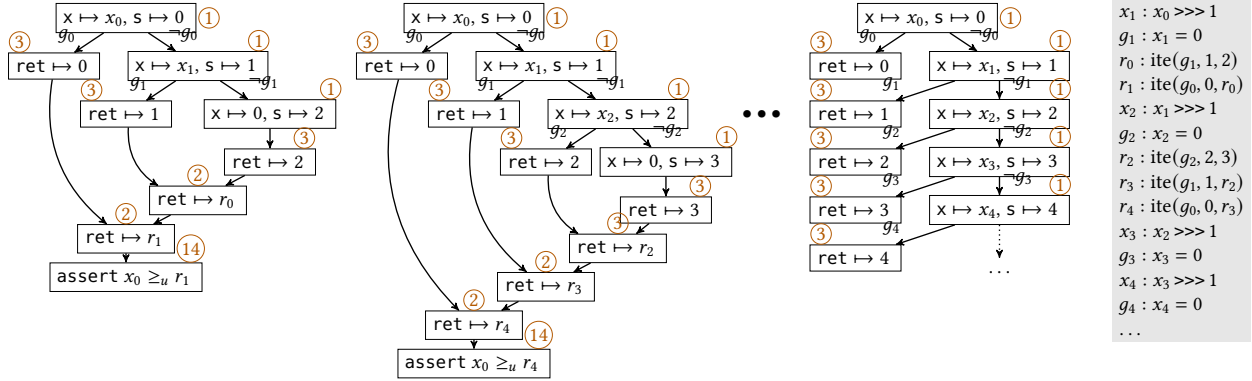 x ↦ x₀, s ↦ 0 ①
g₀ ¬g₀
③ ret ↦ 0
x ↦ x₁, s ↦ 1 ①
g₁ ¬g₁
③ ret ↦ 1
x ↦ 0, s ↦ 2 ①
ret ↦ 2 ③
ret ↦ r₀ ②
ret ↦ r₁ ②
assert x₀ ≥ᵤ r₁ ⑭
x ↦ x₀, s ↦ 0 ①
g₀ ¬g₀
③ ret ↦ 0
x ↦ x₁, s ↦ 1 ①
g₁ ¬g₁
③ ret ↦ 1
x ↦ x₂, s ↦ 2 ①
g₂ ¬g₂
③ ret ↦ 2
x ↦ 0, s ↦ 3 ①
ret ↦ 3 ③
ret ↦ r₂ ③
ret ↦ r₃ ②
ret ↦ r₄ ②
assert x₀ ≥ᵤ r₄ ⑭
•••
x ↦ x₀, s ↦ 0 ①
g₀ ¬g₀
③ ret ↦ 0
x ↦ x₁, s ↦ 1 ①
g₁ ¬g₁
③ ret ↦ 1
x ↦ x₂, s ↦ 2 ①
g₂ ¬g₂
③ ret ↦ 2
x ↦ x₃, s ↦ 3 ①
g₃ ¬g₃
③ ret ↦ 3
x ↦ x₄, s ↦ 4 ①
g₄
③ ret ↦ 4
...
x₁ : x₀ >>> 1
g₁ : x₁ = 0
r₀ : ite(g₁, 1, 2)
r₁ : ite(g₀, 0, r₀)
x₂ : x₁ >>> 1
g₂ : x₂ = 0
r₂ : ite(g₂, 2, 3)
r₃ : ite(g₁, 1, r₂)
r₄ : ite(g₀, 0, r₃)
x₃ : x₂ >>> 1
g₃ : x₃ = 0
x₄ : x₃ >>> 1
g₄ : x₄ = 0
...